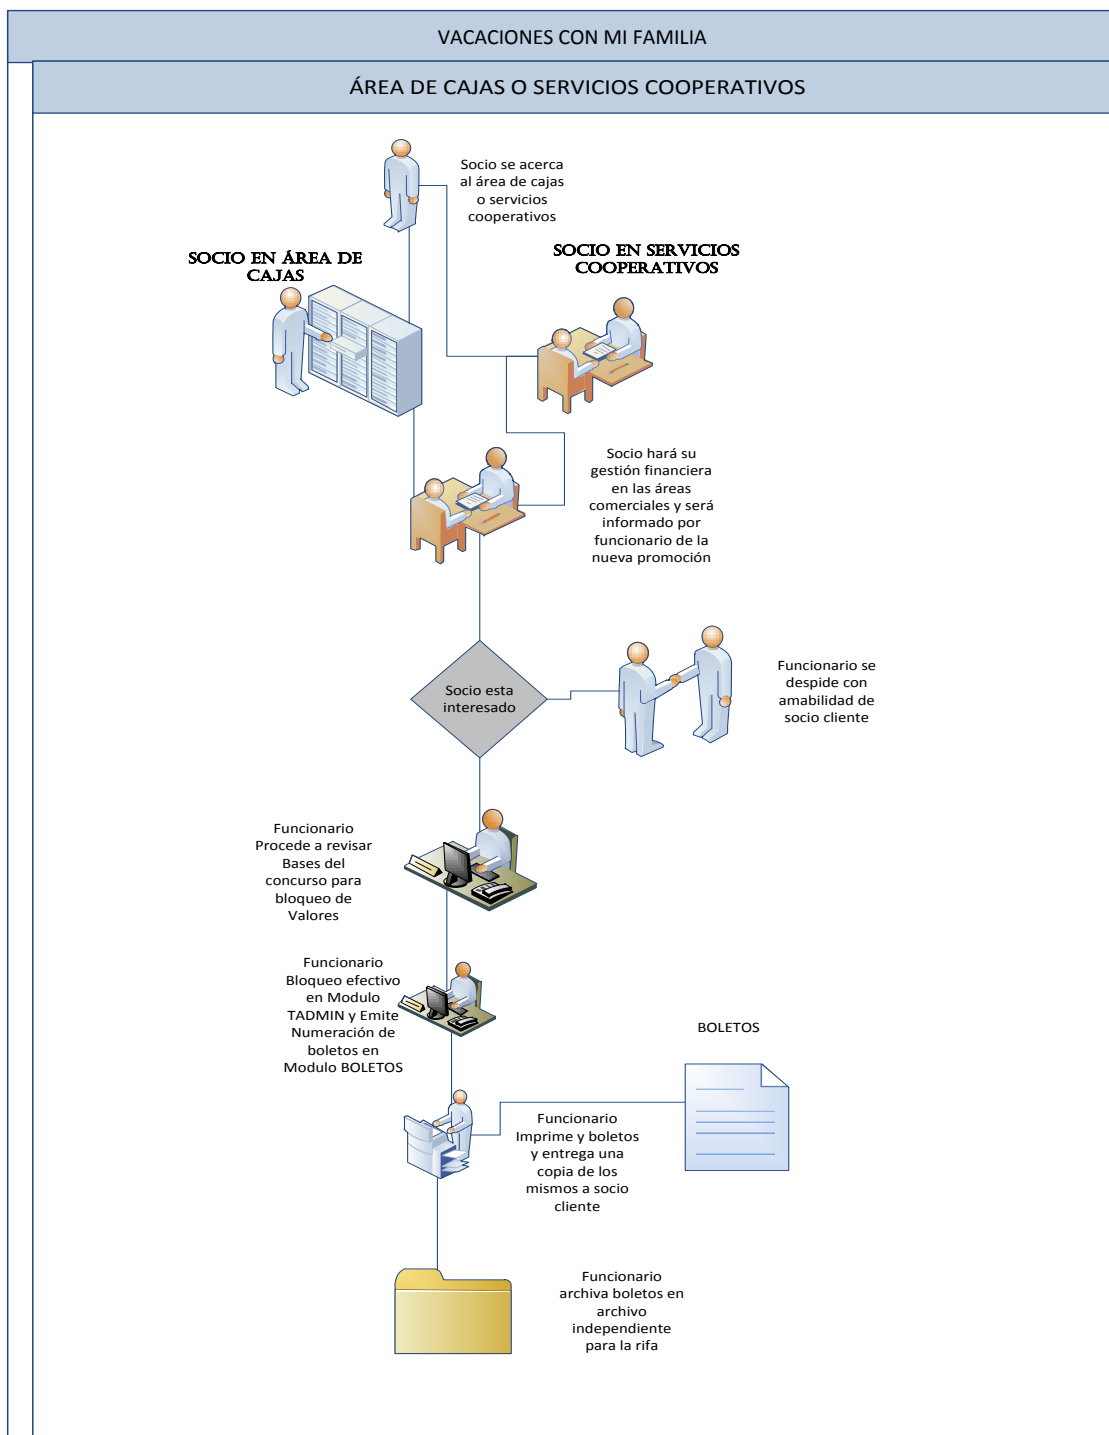 VACACIONES CON MI FAMILIA
ÁREA DE CAJAS O SERVICIOS COOPERATIVOS
Socio se acerca
al área de cajas
o servicios
cooperativos
SOCIO EN ÁREA DE
CAJAS
SOCIO EN SERVICIOS
COOPERATIVOS
Socio hará su
gestión financiera
en las áreas
comerciales y será
informado por
funcionario de la
nueva promoción
Socio esta
interesado
Funcionario se
despide con
amabilidad de
socio cliente
Funcionario
Procede a revisar
Bases del
concurso para
bloqueo de
Valores
Funcionario
Bloqueo efectivo
en Modulo
TADMIN y Emite
Numeración de
boletos en
Modulo BOLETOS
BOLETOS
Funcionario
Imprime y boletos
y entrega una
copia de los
mismos a socio
cliente
Funcionario
archiva boletos en
archivo
independiente
para la rifa